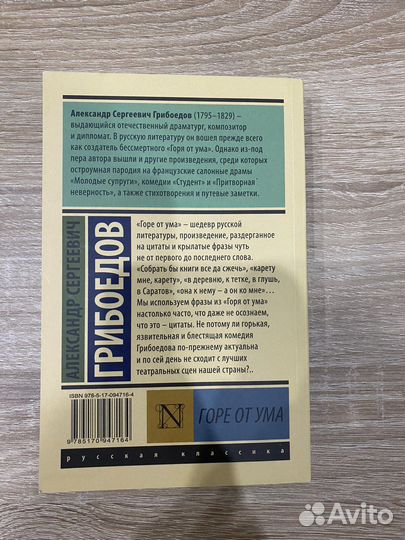 Александр Сергеевич Грибоедов (1795–1829) –
выдающийся отечественный драматург, композитор
и дипломат. В русскую литературу он вошел прежде всего
как создатель бессмертного «Горя от ума». Однако из-под
пера автора вышли и другие произведения, среди которых
остроумная пародия на французские салонные драмы
«Молодые супруги», комедии «Студент» и «Притворная
неверность», а также стихотворения и путевые заметки.
АЛЕКСАНДР СЕРГЕЕВИЧ
ГРИБОЕДОВ
«Горе от ума» – шедевр русской
литературы, произведение, раздерганное
на цитаты и крылатые фразы чуть
не от первого до последнего слова.
«Собрать бы книги все да сжечь», «карету
мне, карету», «в деревню, к тетке, в глушь,
в Саратов», «она к нему – а он ко мне»…
Мы используем фразы из «Горя от ума»
настолько часто, что даже не осознаем,
что это – цитаты. Не потому ли горькая,
язвительная и блестящая комедия
Грибоедова по-прежнему актуальна
и по сей день не сходит с лучших
театральных сцен нашей страны?..
ISBN 978-5-17-094716-4
9 785170 947164
N
ГОРЕ ОТ УМА
русская классика
Avito